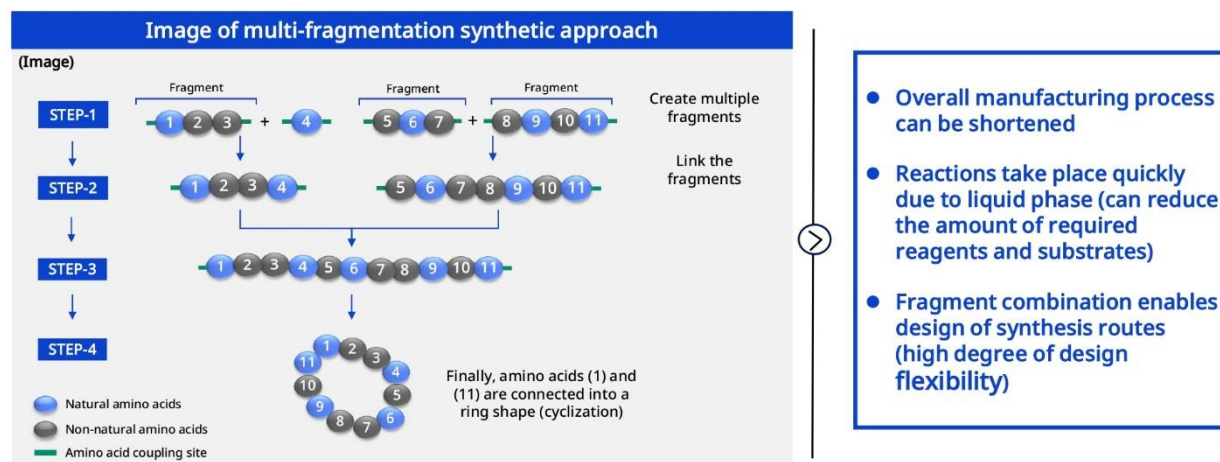 Image of multi-fragmentation synthetic approach
(Image)
Fragment
Fragment
Fragment
STEP-1
1 2 3 + 4
5 6 7 + 8 9 10 11
Create multiple
fragments
Link the
fragments
STEP-2
1 2 3 4
5 6 7 8 9 10 11
STEP-3
1 2 3 4 5 6 7 8 9 10 11
STEP-4
1 2 3 4 5 6 7 8 9 10 11
Finally, amino acids (1) and
(11) are connected into a
ring shape (cyclization)
Natural amino acids
Non-natural amino acids
Amino acid coupling site
● Overall manufacturing process
can be shortened
● Reactions take place quickly
due to liquid phase (can reduce
the amount of required
reagents and substrates)
● Fragment combination enables
design of synthesis routes
(high degree of design
flexibility)